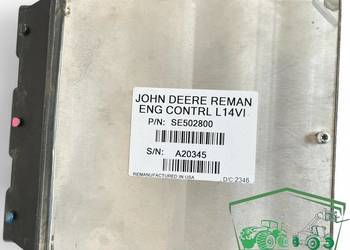 JOHN DEERE REMAN
ENG CONTRL L14VI
P/N: SE502800
S/N: A20345
REMANUFACTURED IN USA D/C:2346